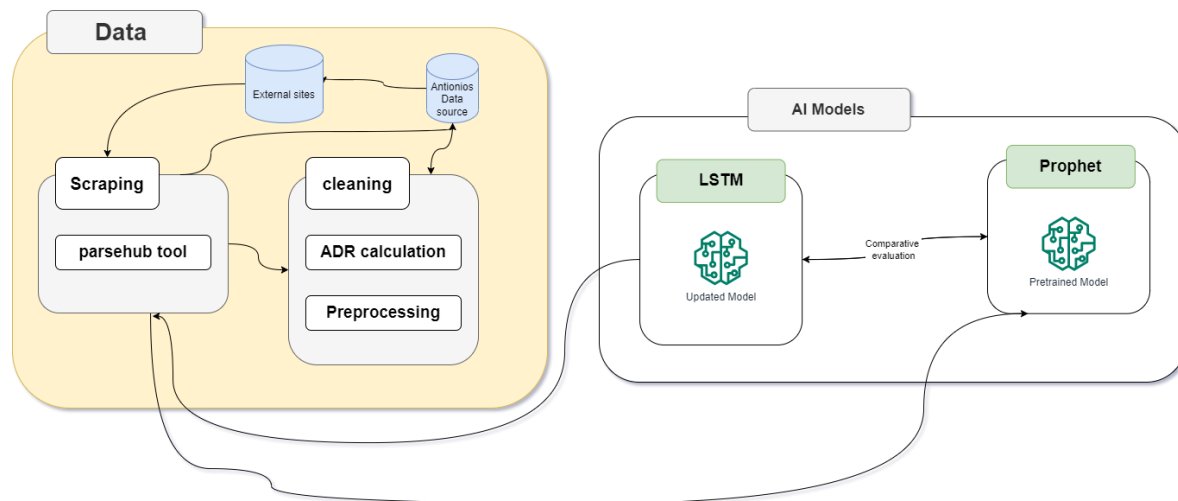 Data
External sites
Antionios
Data
source
Scraping
cleaning
parsehub tool
ADR calculation
Preprocessing
AI Models
LSTM
Prophet
Comparative
evaluation
Updated Model
Pretrained Model